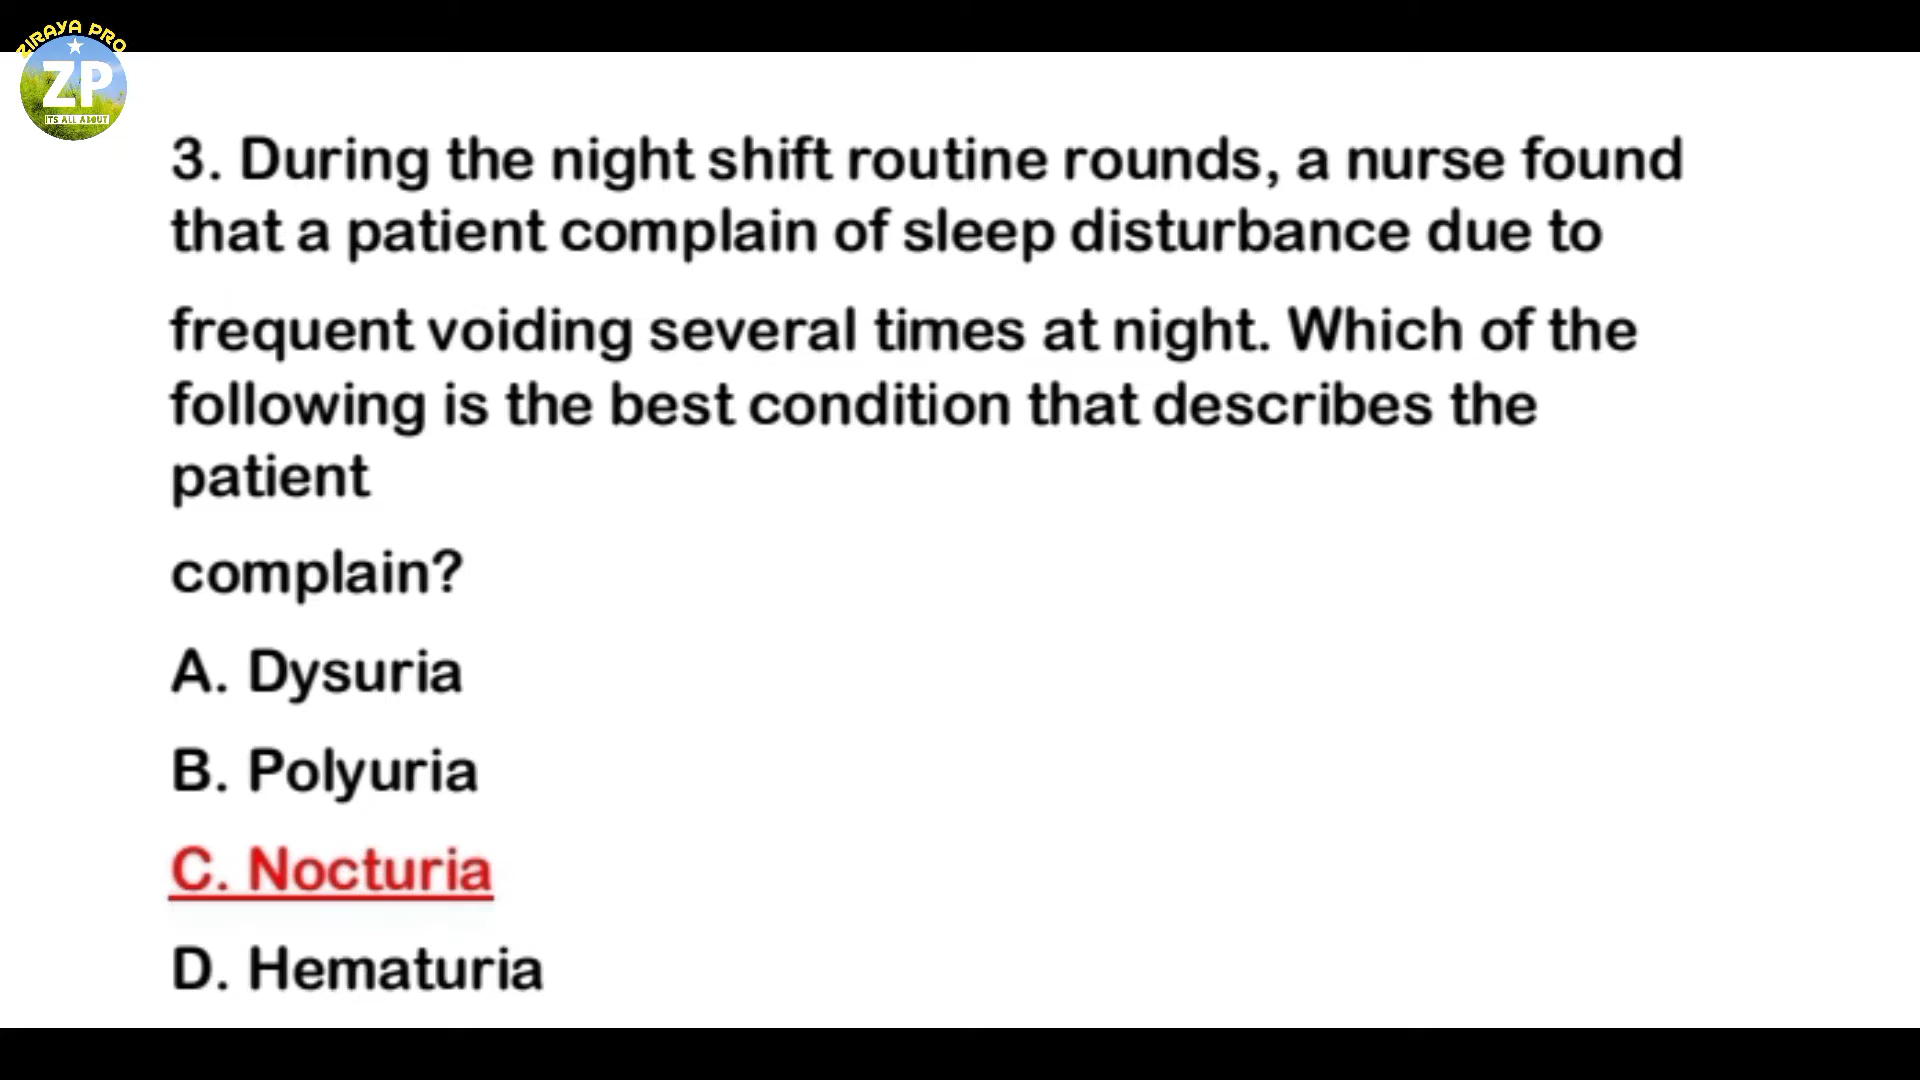 ZIRAYA PRO
ZP
ITS ALL ABOUT
3. During the night shift routine rounds, a nurse found
that a patient complain of sleep disturbance due to
frequent voiding several times at night. Which of the
following is the best condition that describes the
patient
complain?
A. Dysuria
B. Polyuria
C. Nocturia
D. Hematuria